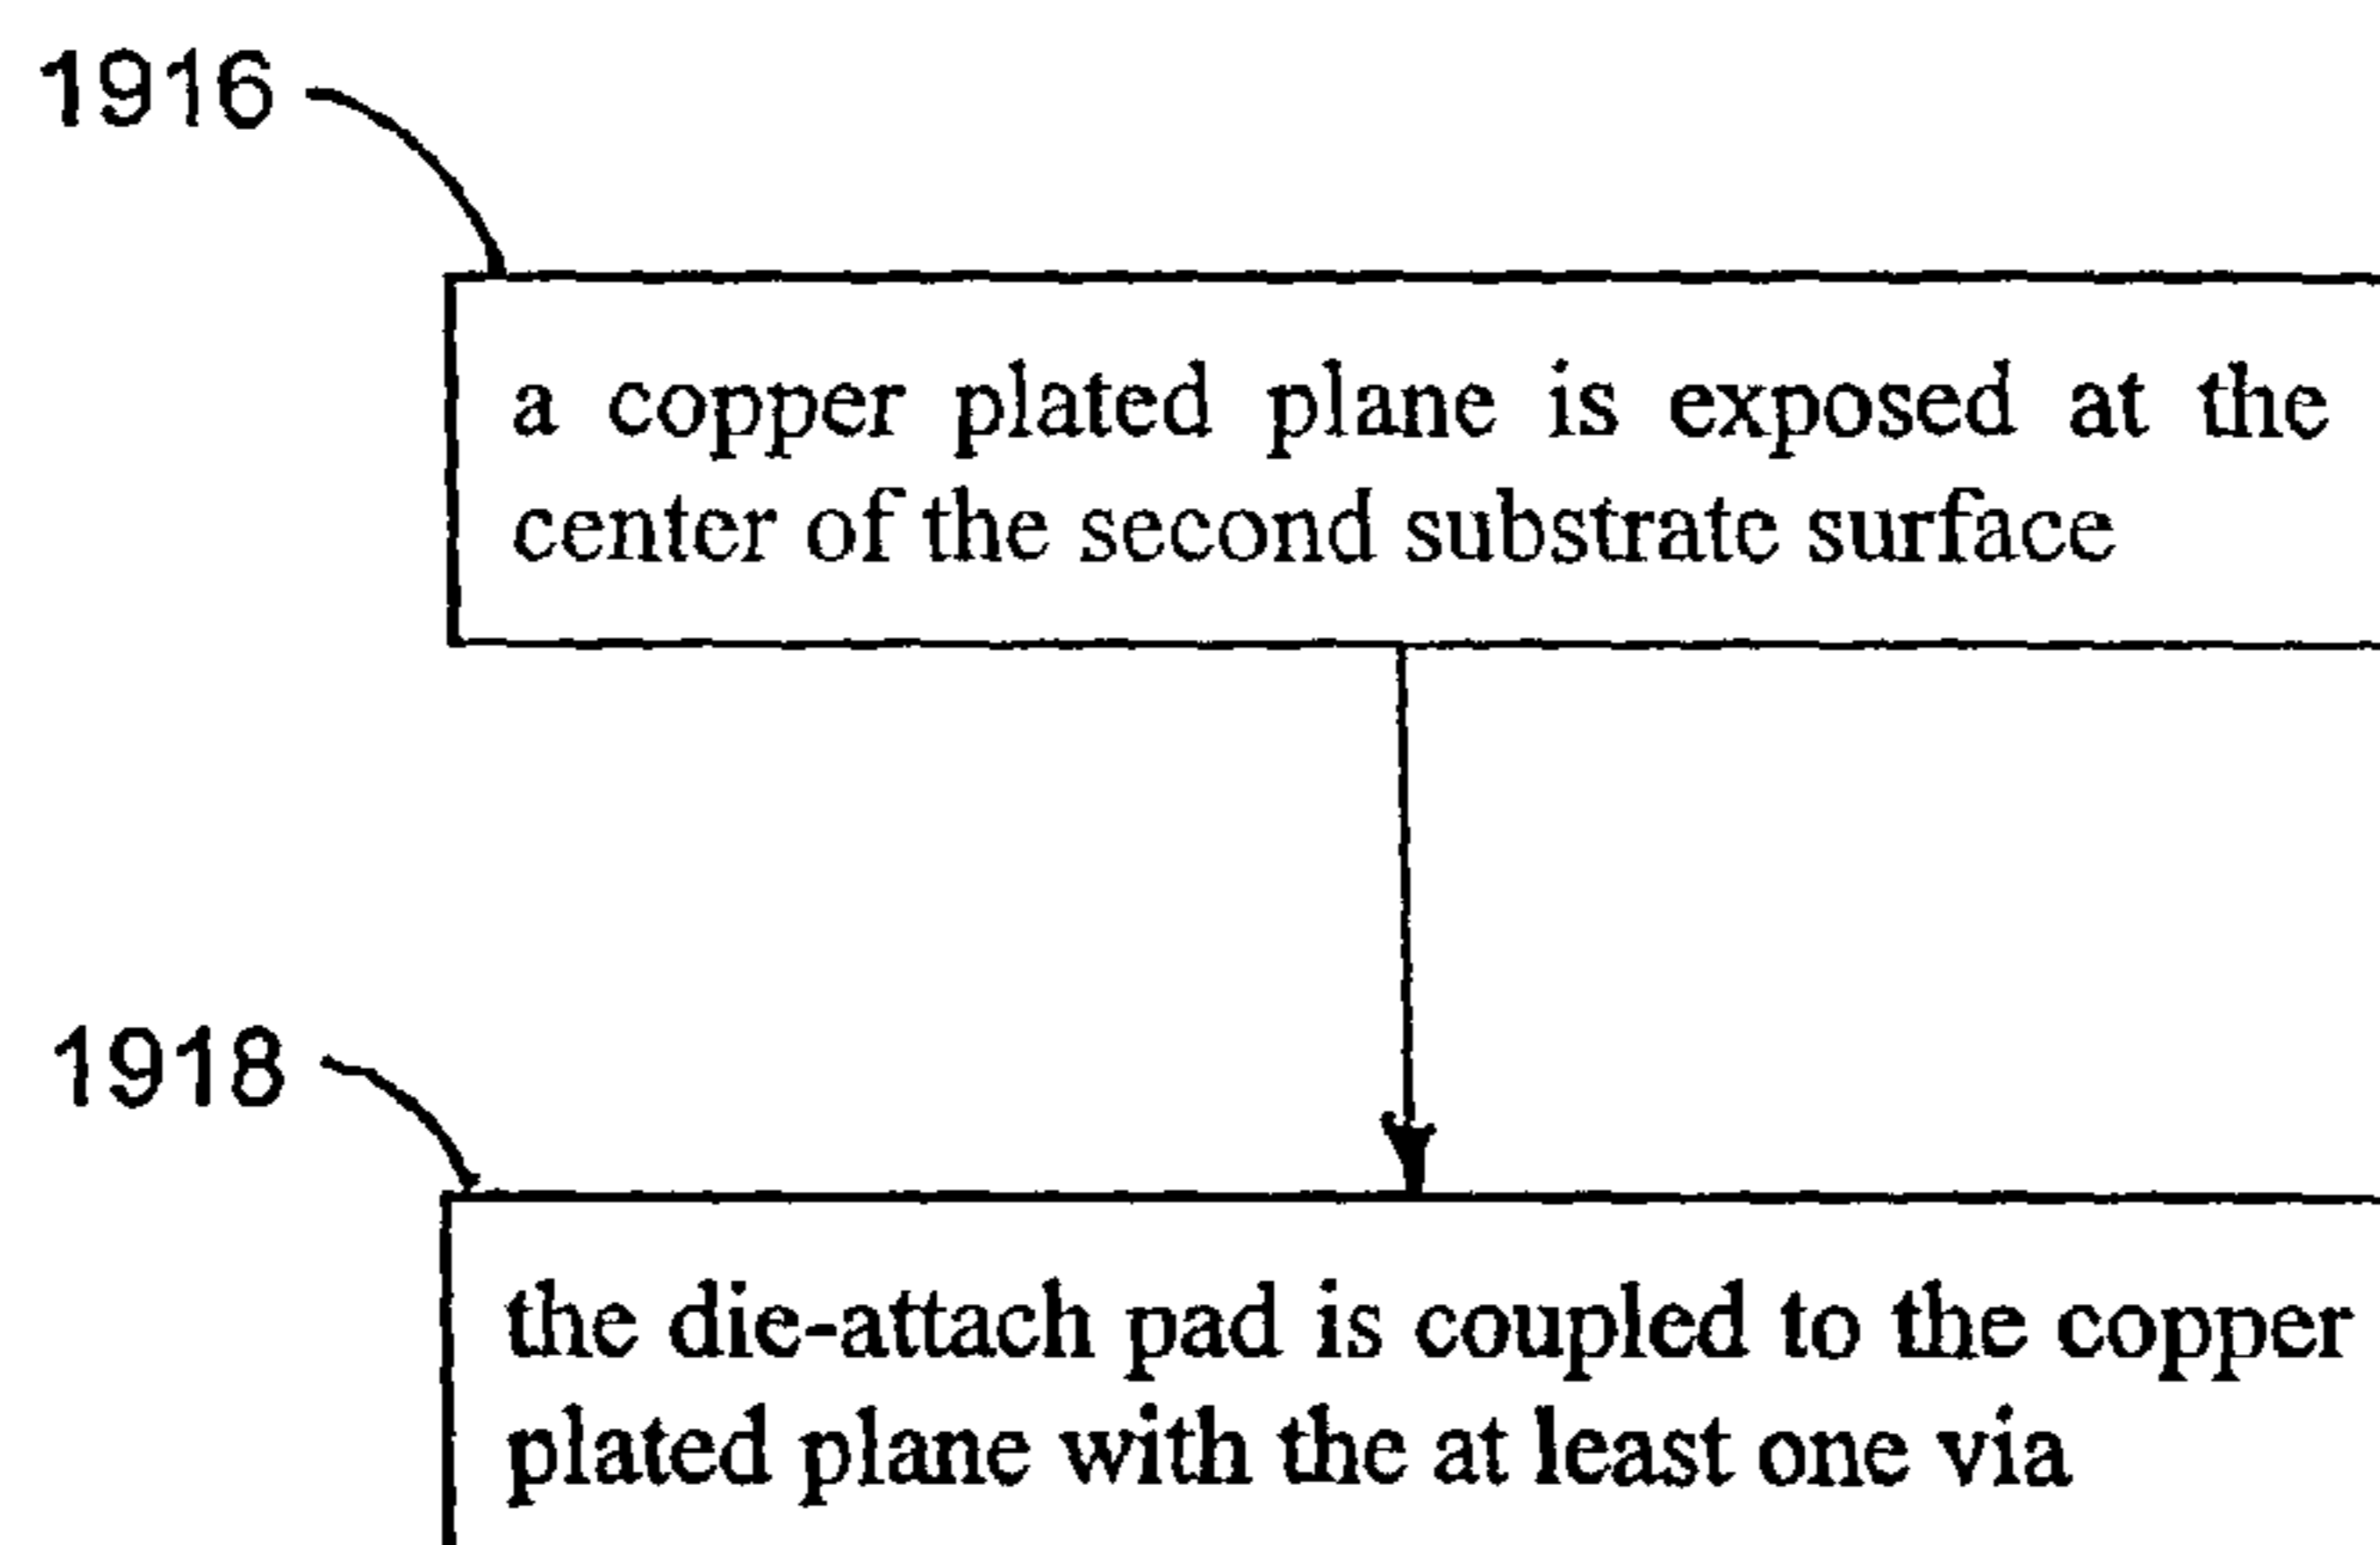 1916
a copper plated plane is exposed at the
center of the second substrate surface
1918
the die-attach pad is coupled to the copper
plated plane with the at least one via